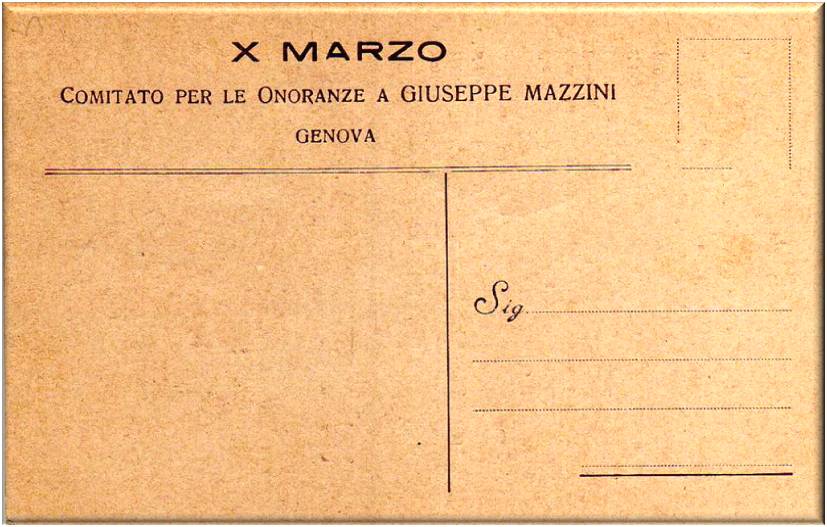 X MARZO
COMITATO PER LE ONORANZE A GIUSEPPE MAZZINI
GENOVA
Sig.